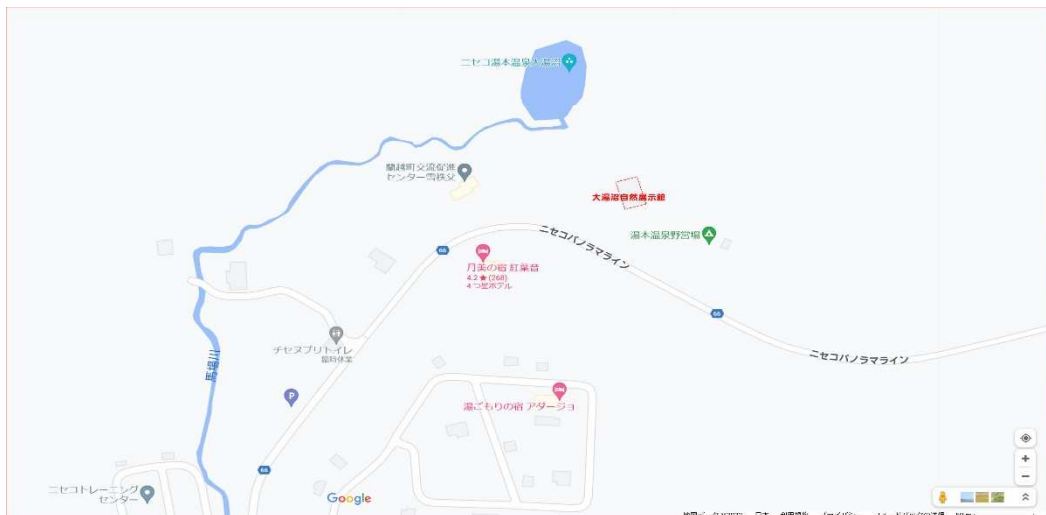 ニセコ湯本温泉大湯沼
蘭越町交流促進
センター雪秩父
大湯沼自然展示館
湯本温泉野営場
ニセコパノラマライン
66
月美の宿 紅葉音
4.2 ★ (268)
4 つ星ホテル
66
ニセコパノラマライン
チセヌプリトイレ
臨時休業
馬場川
P
湯ごもりの宿 アダージョ
66
ニセコトレーニング
センター
Google